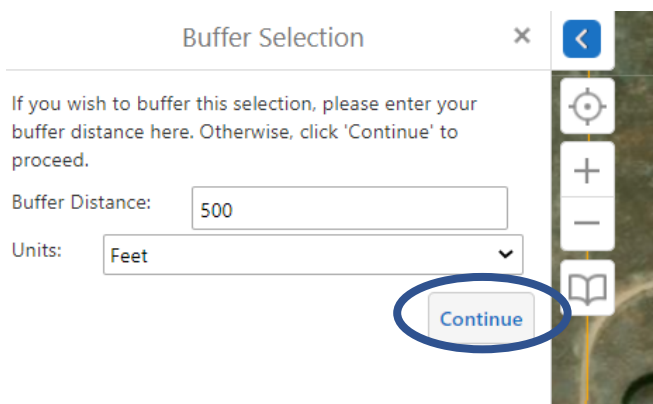 Buffer Selection
If you wish to buffer this selection, please enter your
buffer distance here. Otherwise, click 'Continue' to
proceed.
Buffer Distance: 500
Units: Feet
Continue